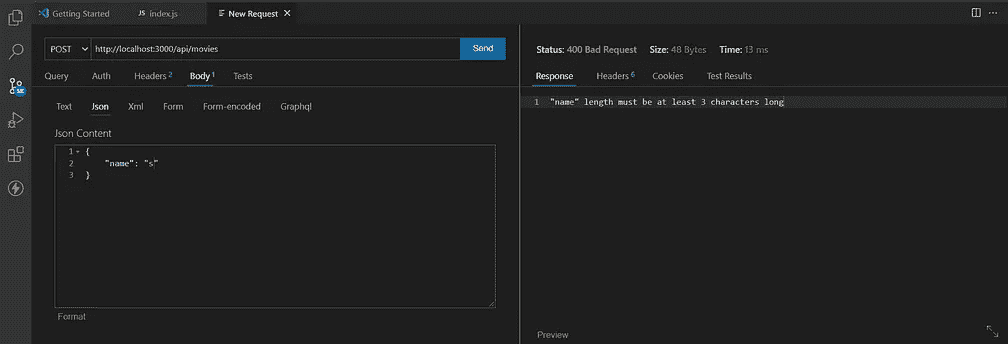 Getting Started
JS index.js
New Request
POST http://localhost:3000/api/movies Send
Query Auth Headers 2 Body 1 Tests
Text Json Xml Form Form-encoded Graphql
Json Content
1 {
2 "name": "s"
3 }
Format
Status: 400 Bad Request Size: 48 Bytes Time: 13 ms
Response Headers 6 Cookies Test Results
1 "name" length must be at least 3 characters long
Preview